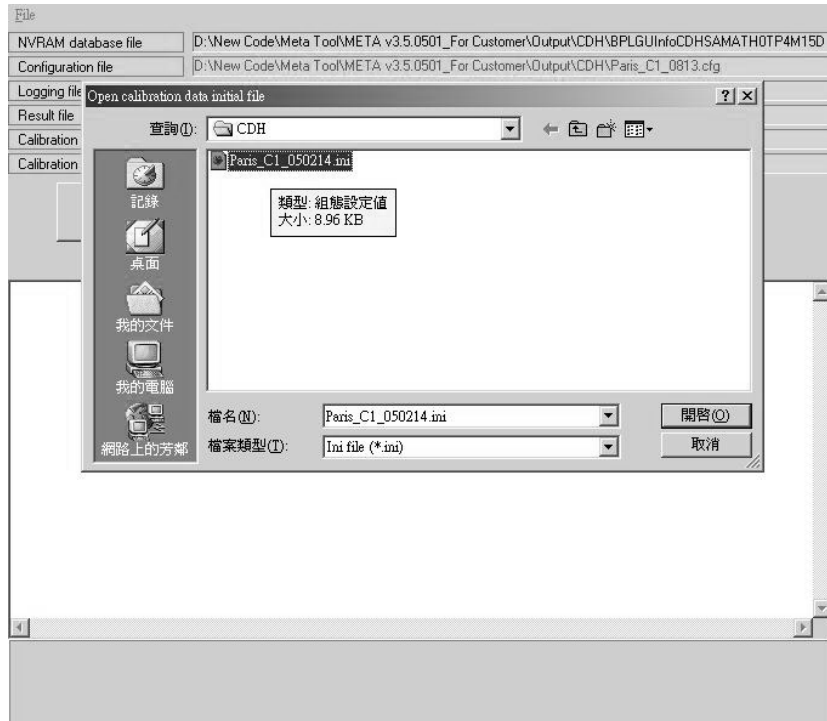 File
NVRAM database file D:\New Code\Meta Tool\META v3.5.0501_For Customer\Output\CDH\BPLGUInfoCDHSAMATH0TP4M15D
Configuration file D:\New Code\Meta Tool\META v3.5.0501_For Customer\Output\CDH\Paris_C1_0813.cfg
Logging file
Result file
Calibration
Calibration
Open calibration data initial file
查詢(I): CDH
Paris_C1_050214.ini
類型: 組態設定值
大小: 8.96 KB
記錄
桌面
我的文件
我的電腦
網路上的芳鄰
檔名(N): Paris_C1_050214.ini 開啓(O)
檔案類型(T): Ini file (*.ini) 取消